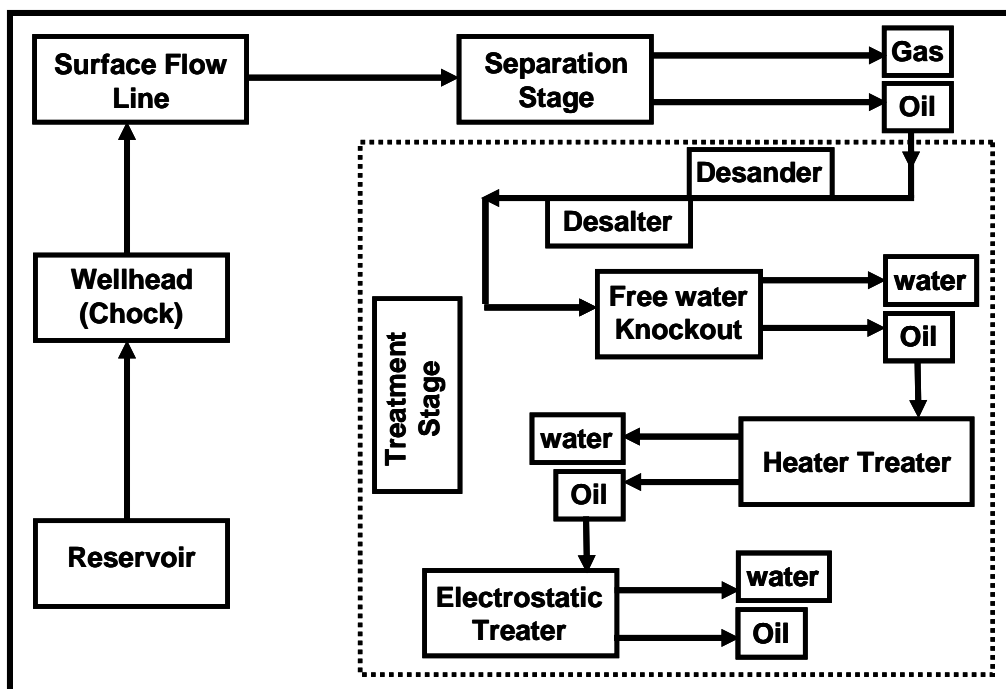 Surface Flow
Line
Separation
Stage
Gas
Oil
Desander
Desalter
Wellhead
(Chock)
Free water
Knockout
water
Oil
Treatment
Stage
water
Oil
Heater Treater
Reservoir
Electrostatic
Treater
water
Oil